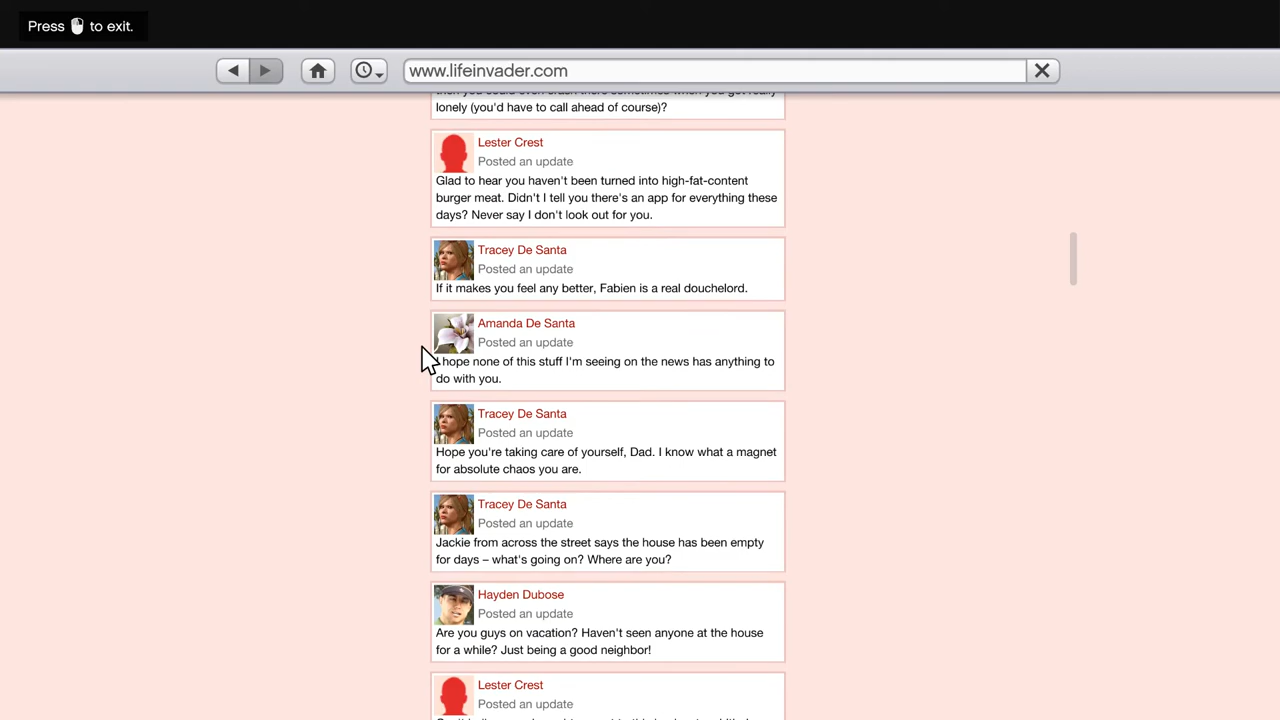 Press to exit.
www.lifeinvader.com
then you could even crash there sometimes when you get really
lonely (you'd have to call ahead of course)?
Lester Crest
Posted an update
Glad to hear you haven't been turned into high-fat-content
burger meat. Didn't I tell you there's an app for everything these
days? Never say I don't look out for you.
Tracey De Santa
Posted an update
If it makes you feel any better, Fabien is a real douchelord.
Amanda De Santa
Posted an update
I hope none of this stuff I'm seeing on the news has anything to
do with you.
Tracey De Santa
Posted an update
Hope you're taking care of yourself, Dad. I know what a magnet
for absolute chaos you are.
Tracey De Santa
Posted an update
Jackie from across the street says the house has been empty
for days – what's going on? Where are you?
Hayden Dubose
Posted an update
Are you guys on vacation? Haven't seen anyone at the house
for a while? Just being a good neighbor!
Lester Crest
Posted an update